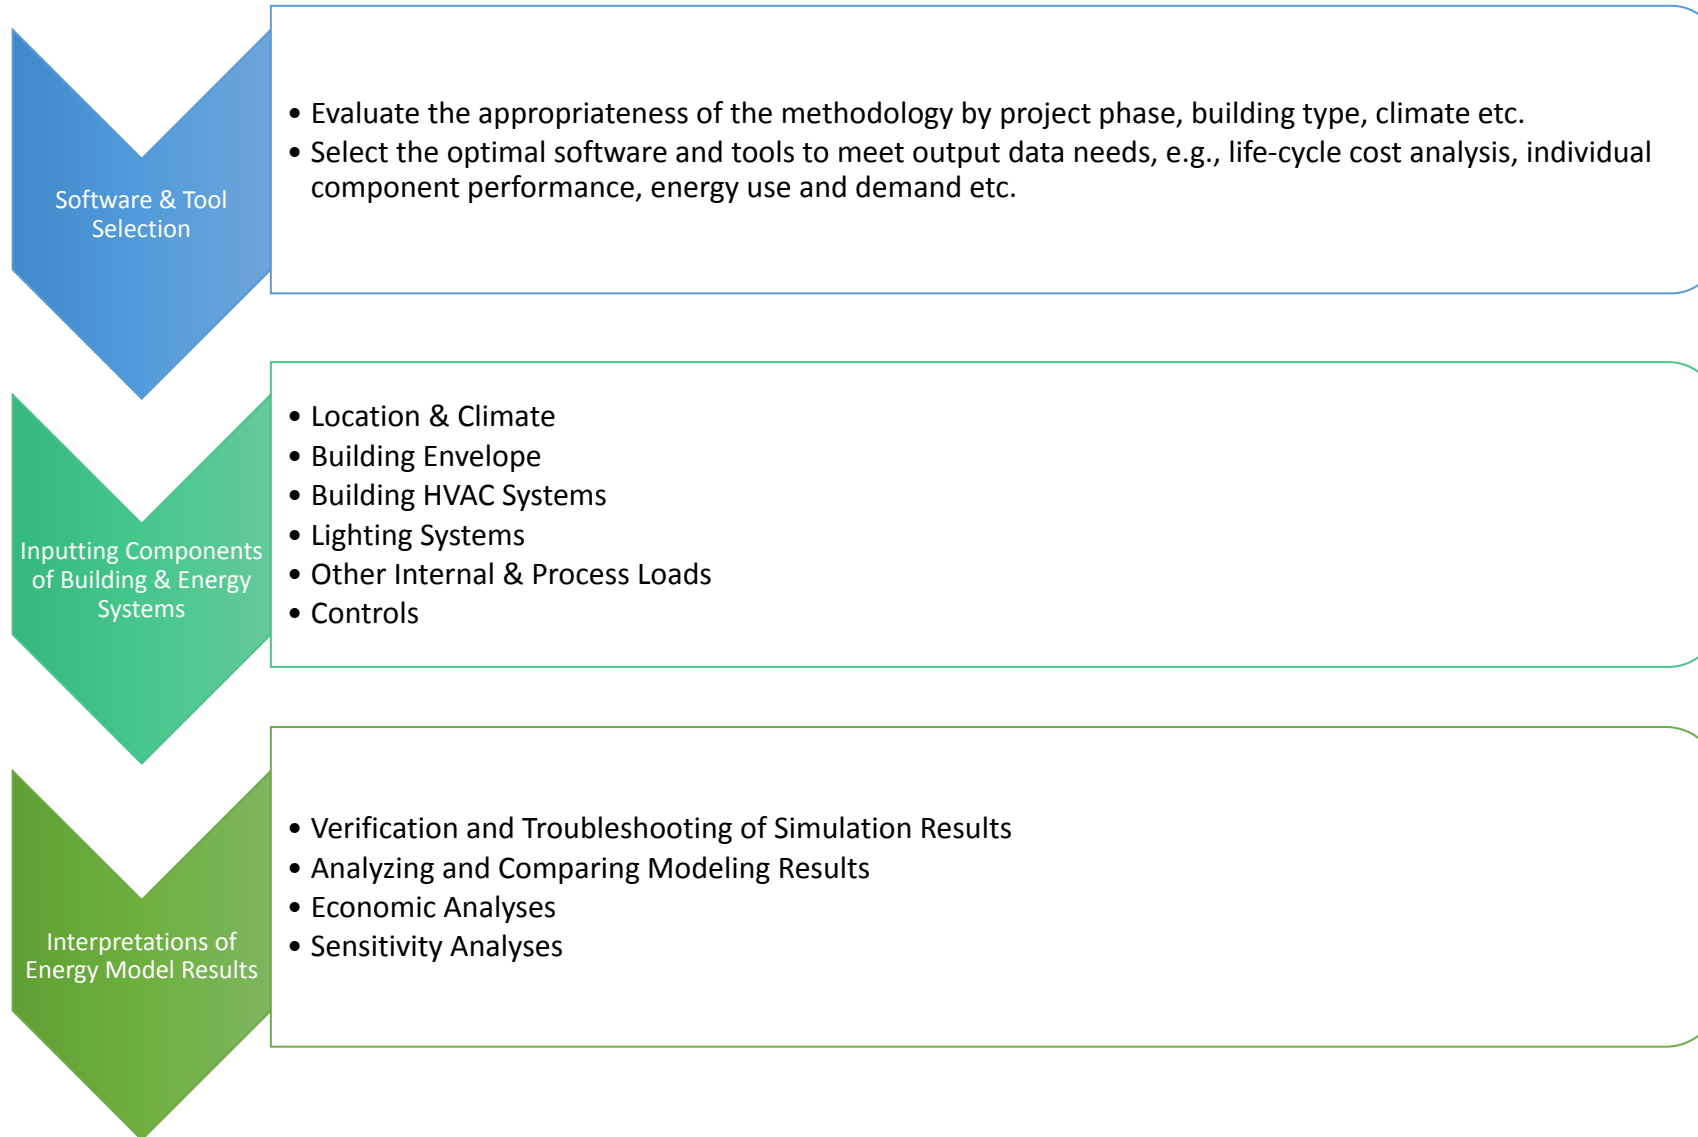 Software & Tool
Selection
• Evaluate the appropriateness of the methodology by project phase, building type, climate etc.
• Select the optimal software and tools to meet output data needs, e.g., life-cycle cost analysis, individual
component performance, energy use and demand etc.
Inputting Components
of Building & Energy
Systems
• Location & Climate
• Building Envelope
• Building HVAC Systems
• Lighting Systems
• Other Internal & Process Loads
• Controls
Interpretations of
Energy Model Results
• Verification and Troubleshooting of Simulation Results
• Analyzing and Comparing Modeling Results
• Economic Analyses
• Sensitivity Analyses